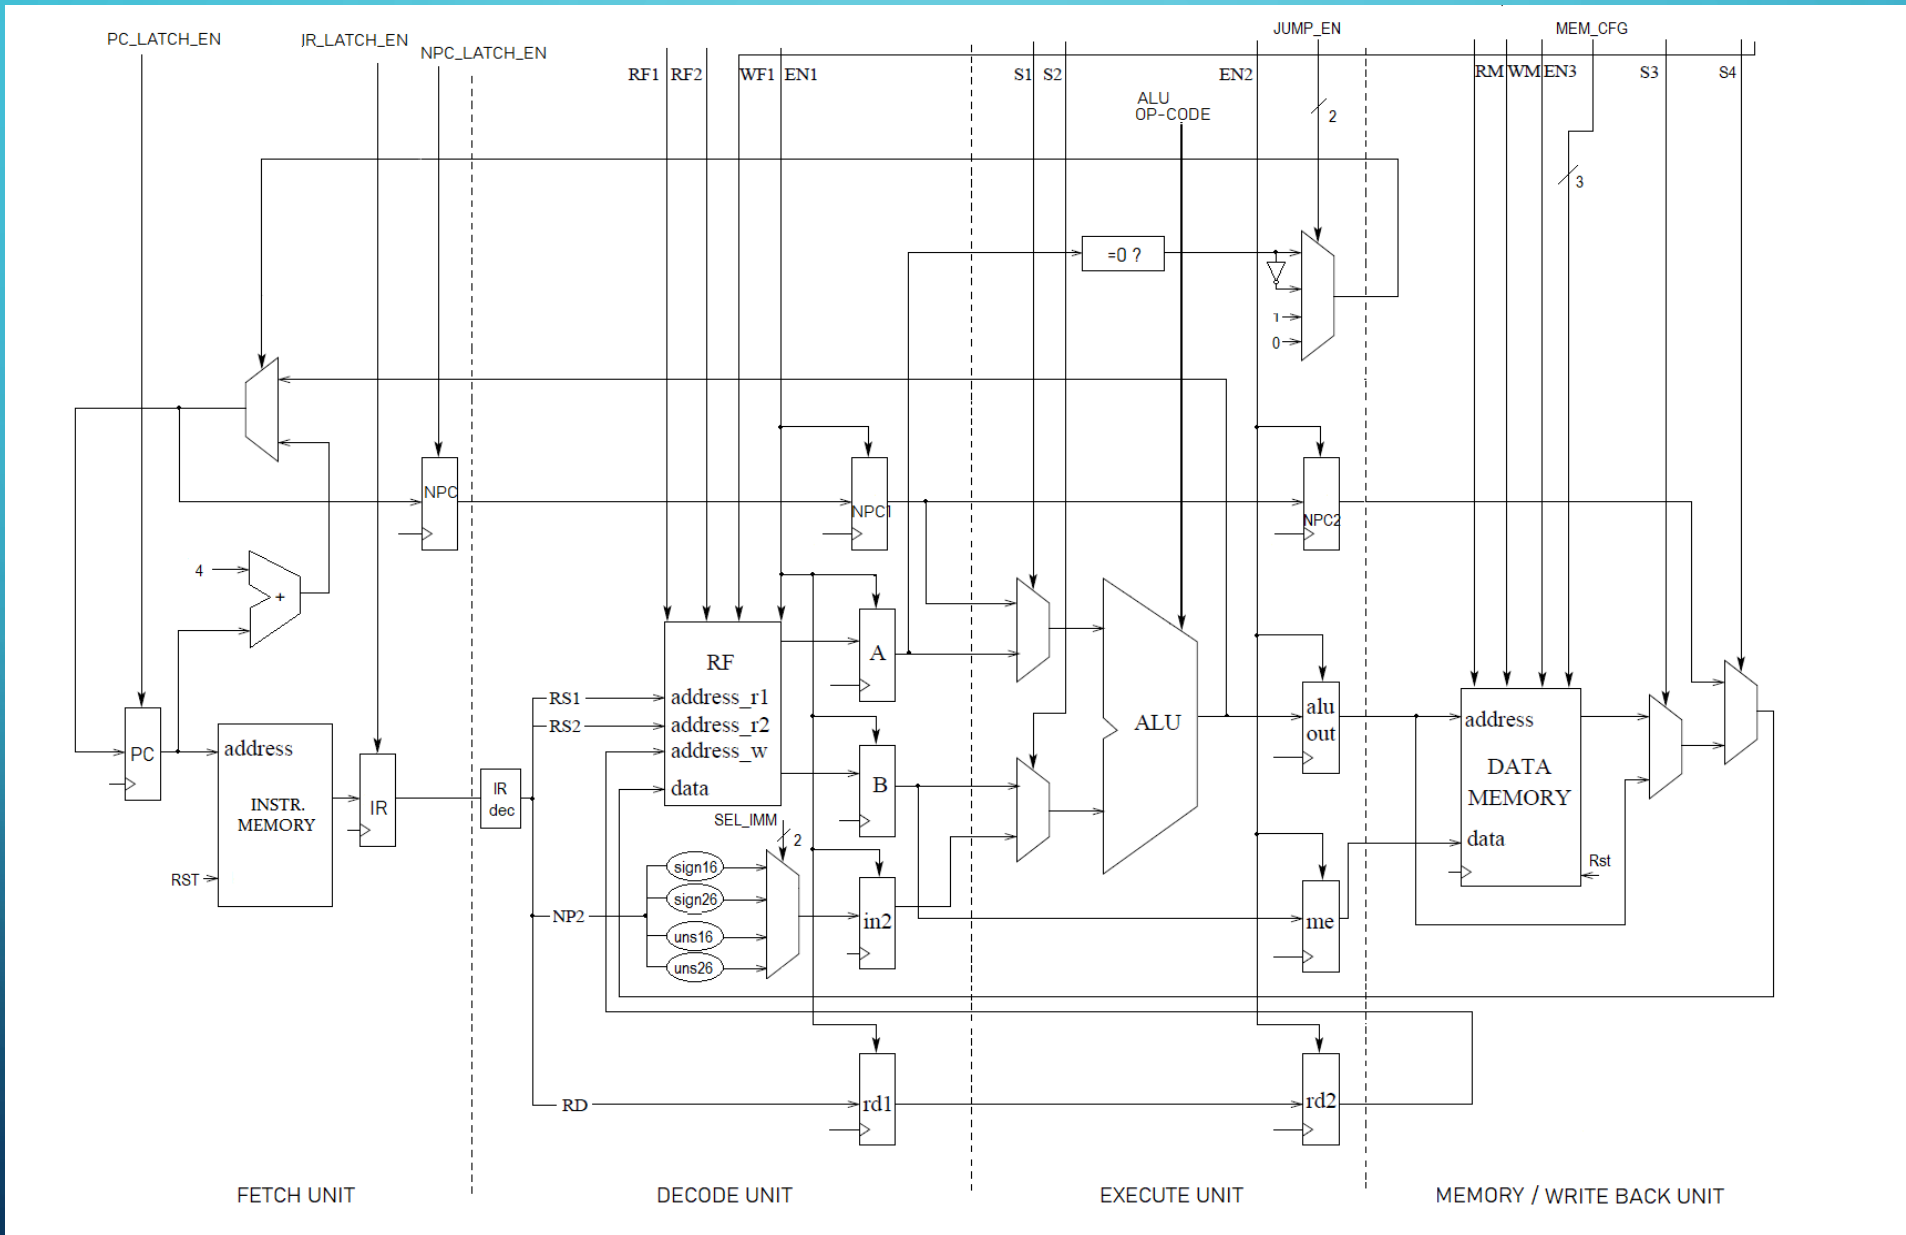 PC_LATCH_EN
IR_LATCH_EN
NPC_LATCH_EN
RF1
RF2
WF1
EN1
S1
S2
ALU
OP-CODE
EN2
JUMP_EN
2
RM
WM
EN3
MEM_CFG
3
S3
S4
=0 ?
1
0
NPC
NPC1
NPC2
4
+
PC
address
INSTR.
MEMORY
RST
IR
IR
dec
RS1
RS2
NP2
RD
RF
address_r1
address_r2
address_w
data
SEL_IMM
2
sign16
sign26
uns16
uns26
A
B
in2
rd1
ALU
alu
out
me
rd2
address
DATA
MEMORY
data
Rst
FETCH UNIT
DECODE UNIT
EXECUTE UNIT
MEMORY / WRITE BACK UNIT